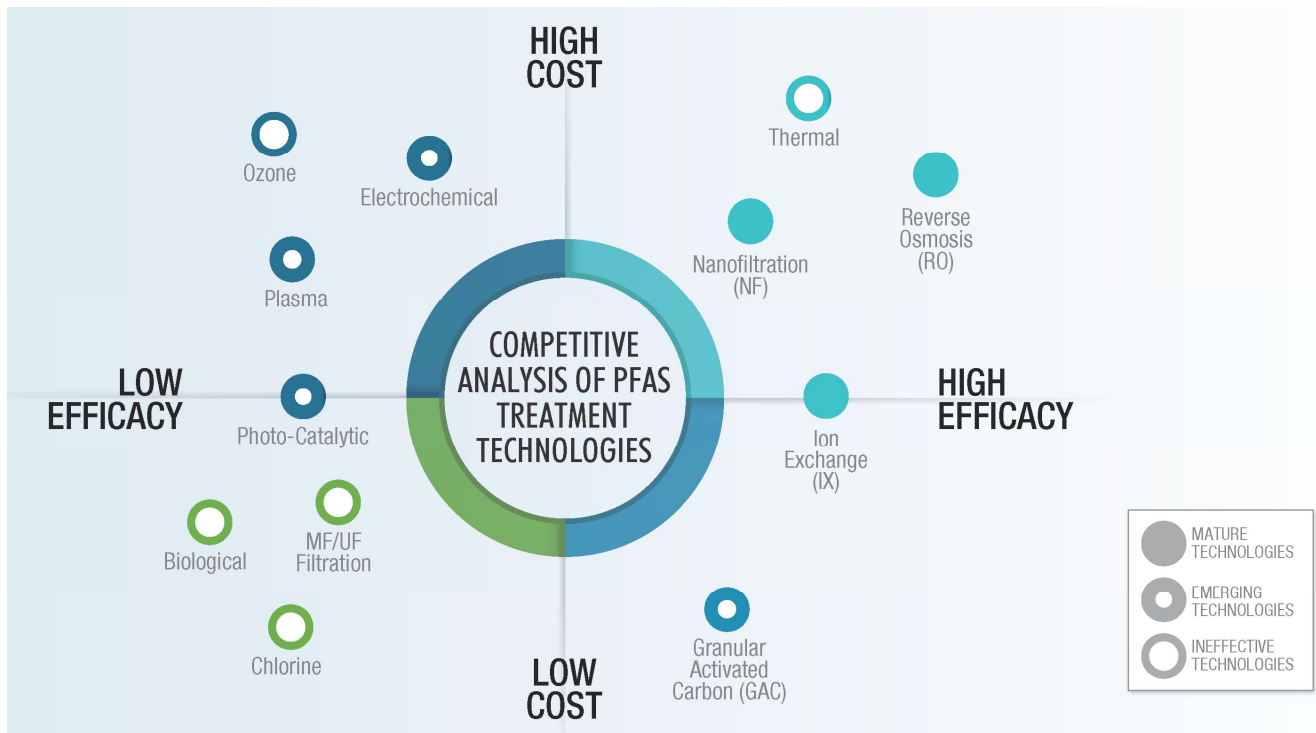 HIGH
COST
Thermal
Ozone
Electrochemical
Reverse
Osmosis
(RO)
Nanofiltration
(NF)
Plasma
COMPETITIVE
ANALYSIS OF PFAS
TREATMENT
TECHNOLOGIES
LOW
EFFICACY
HIGH
EFFICACY
Photo-Catalytic
Ion
Exchange
(IX)
Biological
MF/UF
Filtration
Chlorine
Granular
Activated
Carbon (GAC)
LOW
COST
MATURE
TECHNOLOGIES
EMERGING
TECHNOLOGIES
INEFFECTIVE
TECHNOLOGIES